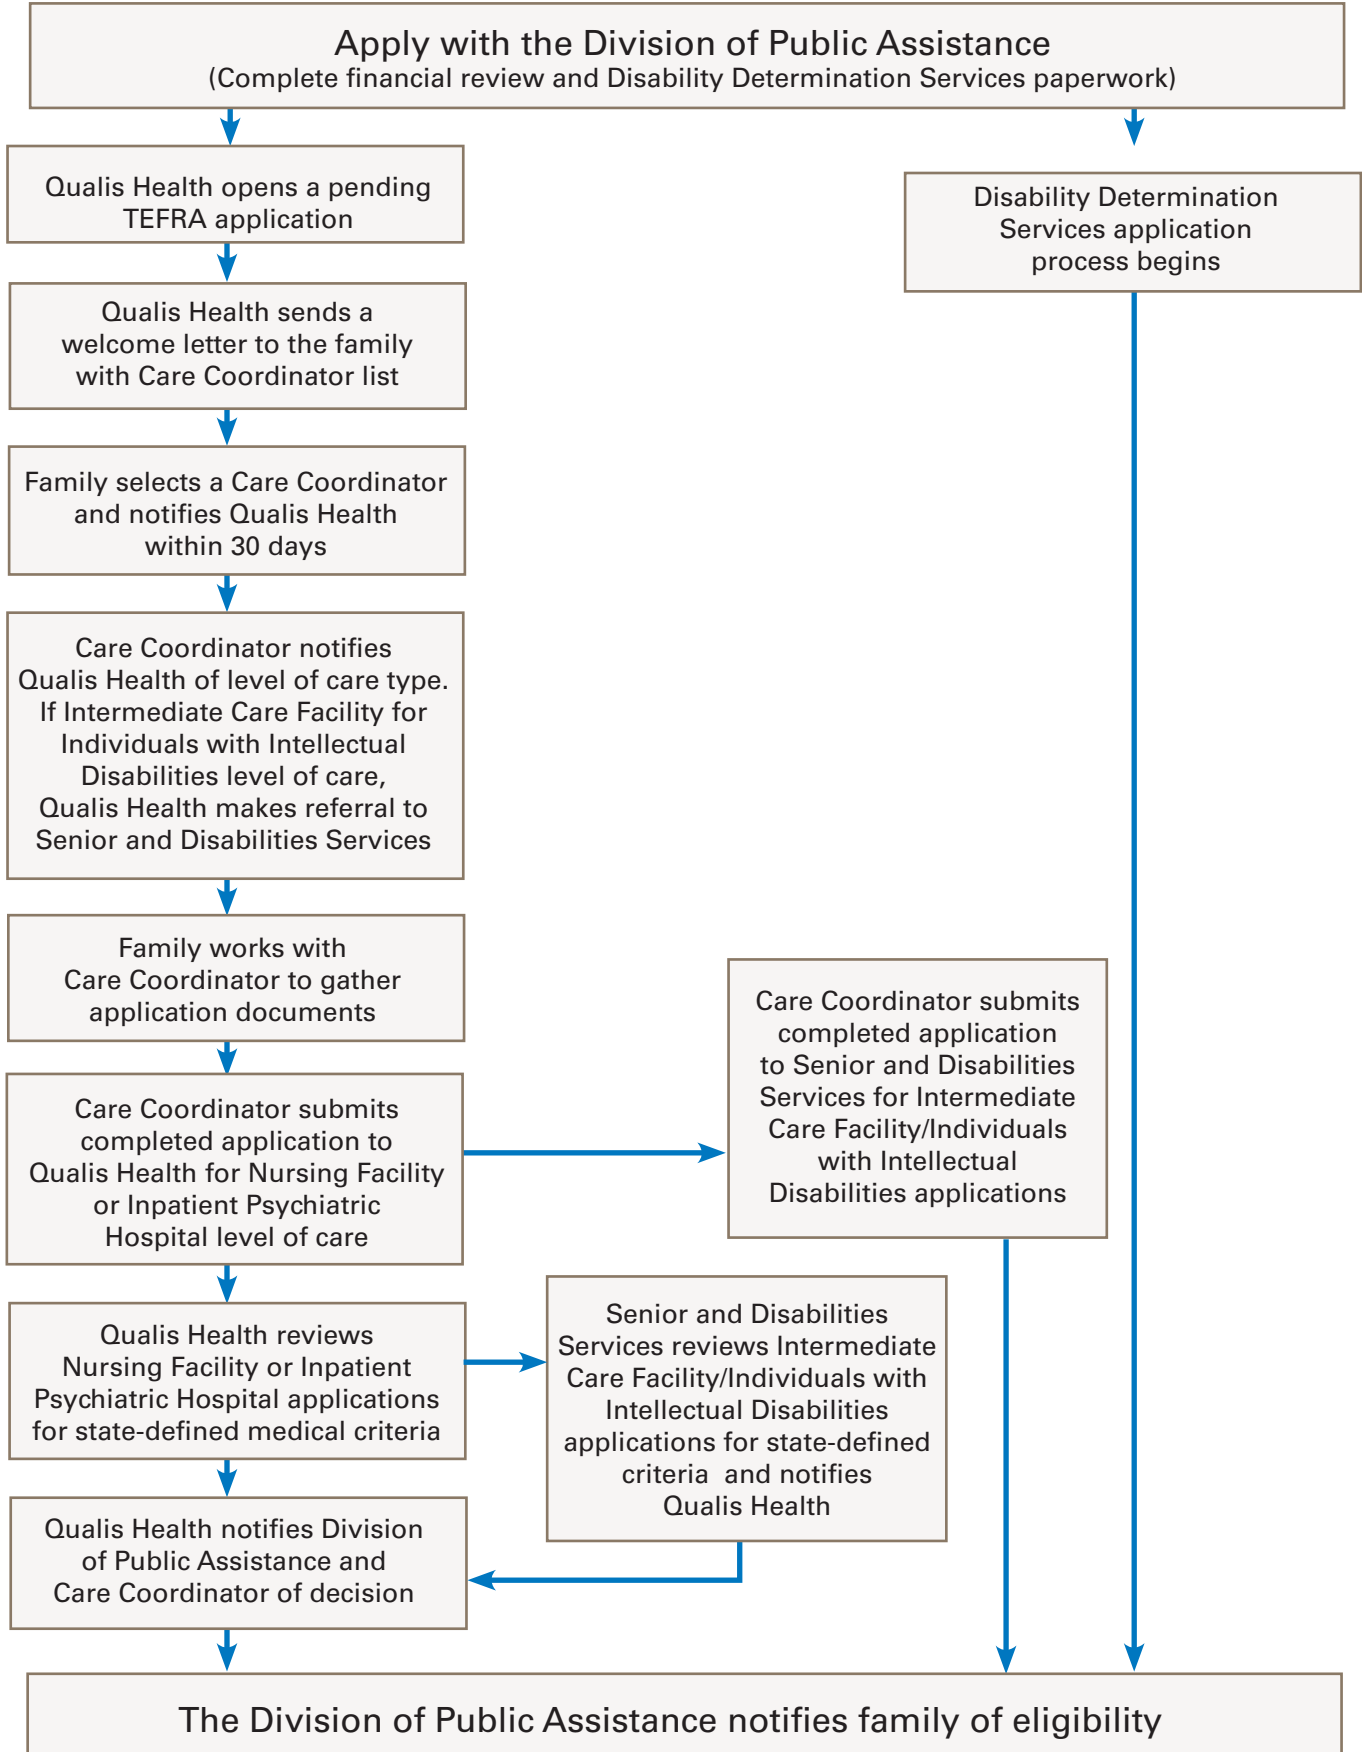 Apply with the Division of Public Assistance
(Complete financial review and Disability Determination Services paperwork)
Qualis Health opens a pending
TEFRA application
Disability Determination
Services application
process begins
Qualis Health sends a
welcome letter to the family
with Care Coordinator list
Family selects a Care Coordinator
and notifies Qualis Health
within 30 days
Care Coordinator notifies
Qualis Health of level of care type.
If Intermediate Care Facility for
Individuals with Intellectual
Disabilities level of care,
Qualis Health makes referral to
Senior and Disabilities Services
Family works with
Care Coordinator to gather
application documents
Care Coordinator submits
completed application to
Qualis Health for Nursing Facility
or Inpatient Psychiatric
Hospital level of care
Care Coordinator submits
completed application
to Senior and Disabilities
Services for Intermediate
Care Facility/Individuals
with Intellectual
Disabilities applications
Qualis Health reviews
Nursing Facility or Inpatient
Psychiatric Hospital applications
for state-defined medical criteria
Senior and Disabilities
Services reviews Intermediate
Care Facility/Individuals with
Intellectual Disabilities
applications for state-defined
criteria and notifies
Qualis Health
Qualis Health notifies Division
of Public Assistance and
Care Coordinator of decision
The Division of Public Assistance notifies family of eligibility